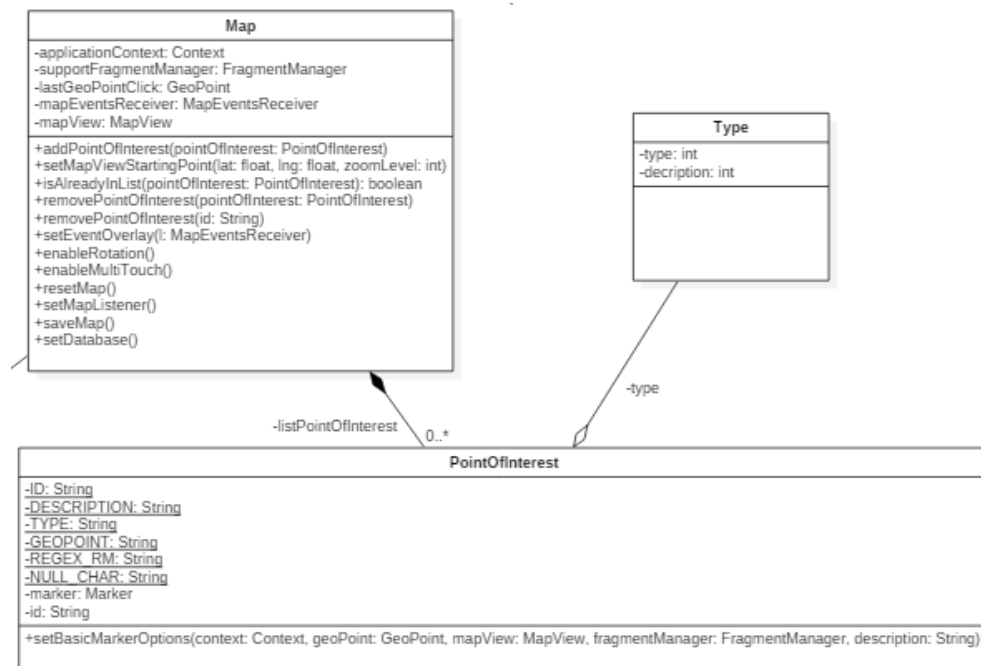 Map
-applicationContext: Context
-supportFragmentManager: FragmentManager
-lastGeoPointClick: GeoPoint
-mapEventsReceiver: MapEventsReceiver
-mapView: MapView
+addPointOfInterest(pointOfInterest: PointOfInterest)
+setMapViewStartingPoint(lat: float, lng: float, zoomLevel: int)
+isAlreadyInList(pointOfInterest: PointOfInterest): boolean
+removePointOfInterest(pointOfInterest: PointOfInterest)
+removePointOfInterest(id: String)
+setEventOverlay(l: MapEventsReceiver)
+enableRotation()
+enableMultiTouch()
+resetMap()
+setMapListener()
+saveMap()
+setDatabase()
Type
-type: int
-decription: int
-type
-listPointOfInterest
0..*
PointOfInterest
-ID: String
-DESCRIPTION: String
-TYPE: String
-GEOPOINT: String
-REGEX_RM: String
-NULL_CHAR: String
-marker: Marker
-id: String
+setBasicMarkerOptions(context: Context, geoPoint: GeoPoint, mapView: MapView, fragmentManager: FragmentManager, description: String)